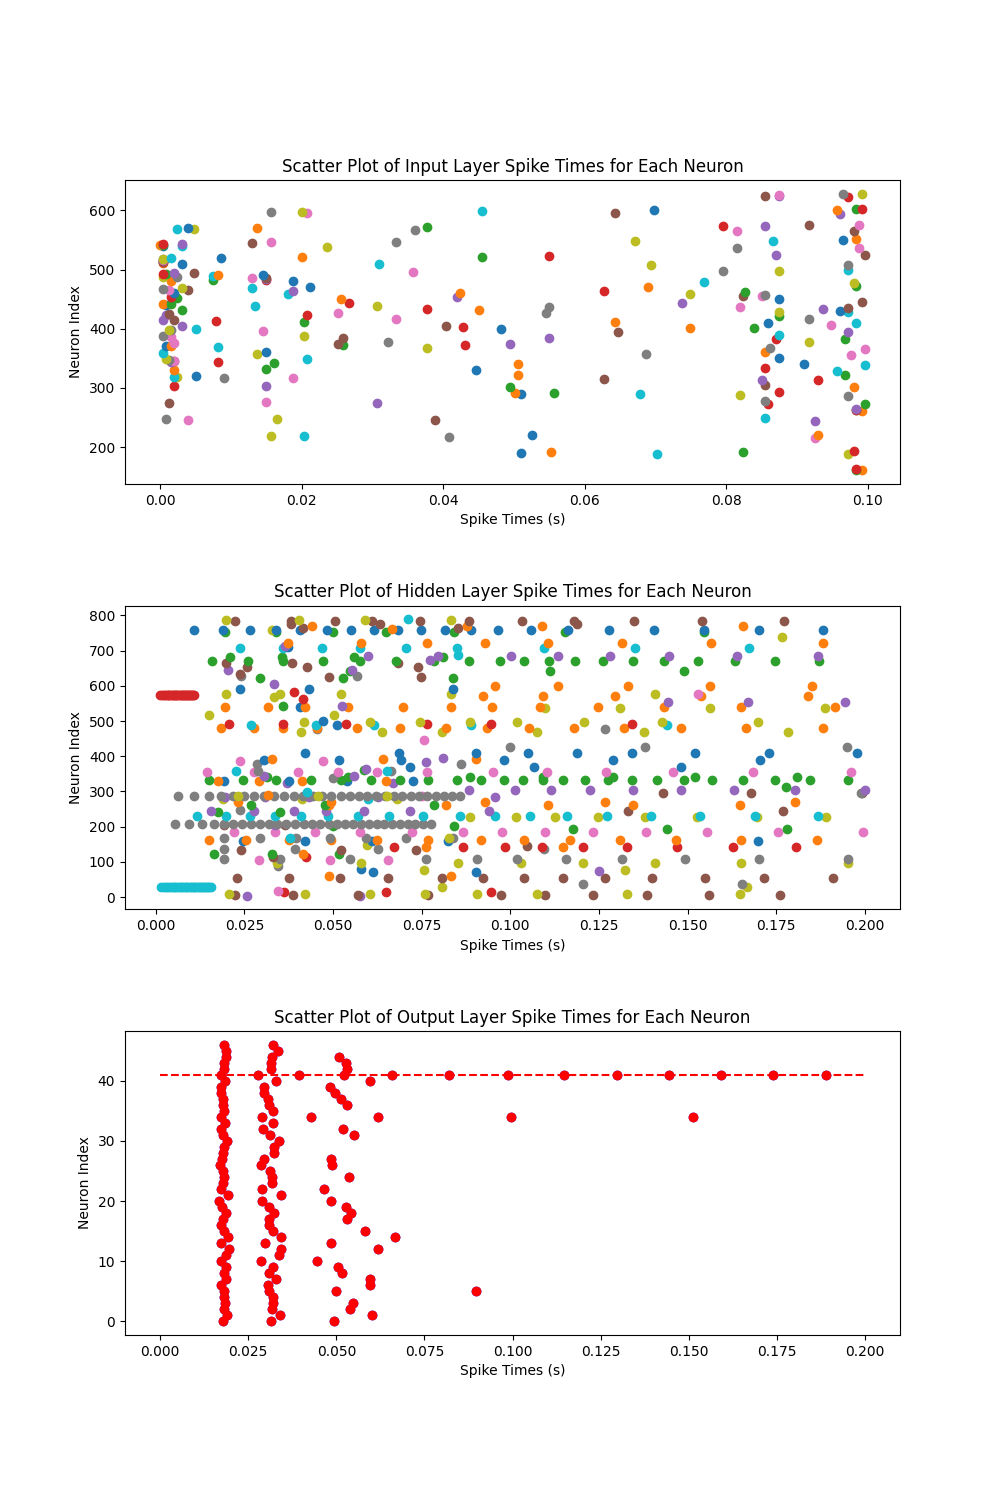 Scatter Plot of Input Layer Spike Times for Each Neuron
Neuron Index
600
500
400
300
200
0.00 0.02 0.04 0.06 0.08 0.10
Spike Times (s)
Scatter Plot of Hidden Layer Spike Times for Each Neuron
Neuron Index
800
700
600
500
400
300
200
100
0
0.000 0.025 0.050 0.075 0.100 0.125 0.150 0.175 0.200
Spike Times (s)
Scatter Plot of Output Layer Spike Times for Each Neuron
Neuron Index
40
30
20
10
0
0.000 0.025 0.050 0.075 0.100 0.125 0.150 0.175 0.200
Spike Times (s)